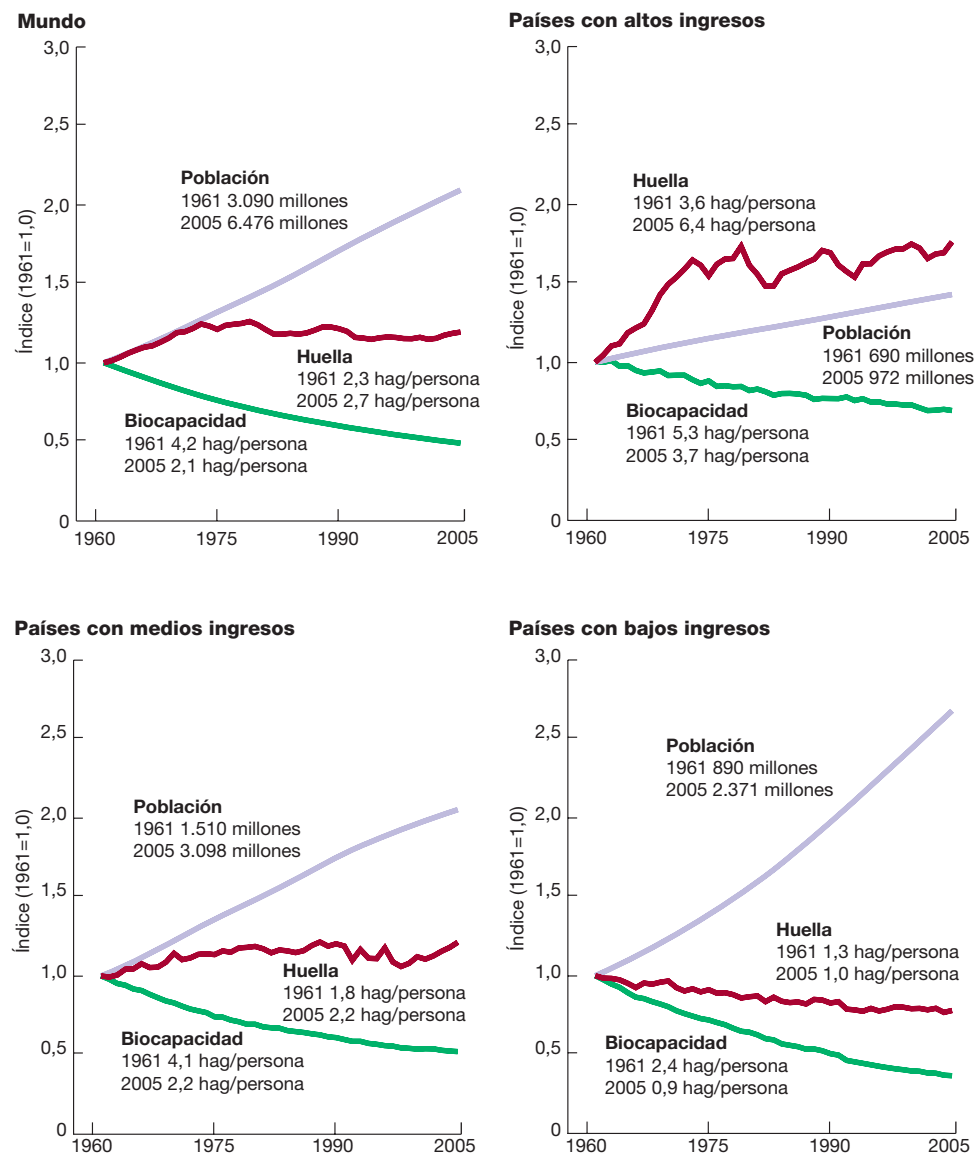 Mundo
3,0
2,5
2,0
1,5
1,0
0,5
0
Índice (1961=1,0)
Población
1961 3.090 millones
2005 6.476 millones
Huella
1961 2,3 hag/persona
2005 2,7 hag/persona
Biocapacidad
1961 4,2 hag/persona
2005 2,1 hag/persona
1960 1975 1990 2005
Países con altos ingresos
3,0
2,5
2,0
1,5
1,0
0,5
0
Índice (1961=1,0)
Huella
1961 3,6 hag/persona
2005 6,4 hag/persona
Población
1961 690 millones
2005 972 millones
Biocapacidad
1961 5,3 hag/persona
2005 3,7 hag/persona
1960 1975 1990 2005
Países con medios ingresos
3,0
2,5
2,0
1,5
1,0
0,5
0
Índice (1961=1,0)
Población
1961 1.510 millones
2005 3.098 millones
Huella
1961 1,8 hag/persona
2005 2,2 hag/persona
Biocapacidad
1961 4,1 hag/persona
2005 2,2 hag/persona
1960 1975 1990 2005
Países con bajos ingresos
3,0
2,5
2,0
1,5
1,0
0,5
0
Índice (1961=1,0)
Población
1961 890 millones
2005 2.371 millones
Huella
1961 1,3 hag/persona
2005 1,0 hag/persona
Biocapacidad
1961 2,4 hag/persona
2005 0,9 hag/persona
1960 1975 1990 2005